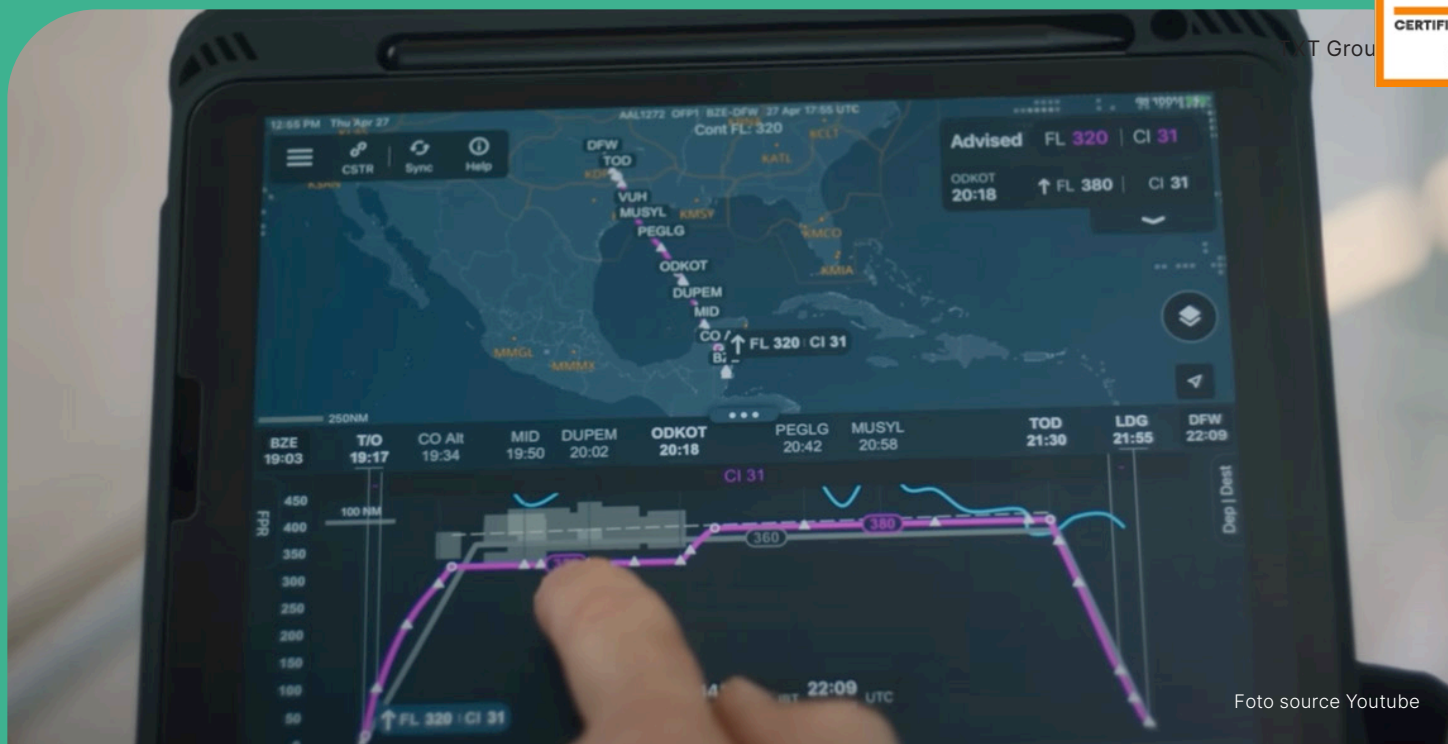 CERTIFI
KT Grou
12:55 PM Thu Apr 27
AAL1272 OFP1 BZE-DFW 27 Apr 17:55 UTC
100%
Cont FL: 320
CSTR
Sync
Help
Advised FL 320 CI 31
ODKOT
20:18
↑ FL 380 CI 31
DFW
TOD
KCLT
KATL
VUH
MUSYL
KMSY
PEGLG
KMCO
ODKOT
KMIA
DUPEM
MID
CO
↑ FL 320 CI 31
MMGL
MMMX
250NM
BZE
19:03
T/O
19:17
CO Alt
19:34
MID
19:50
DUPEM
20:02
ODKOT
20:18
PEGLG
20:42
MUSYL
20:58
TOD
21:30
LDG
21:55
DFW
22:09
CI 31
Dep | Dest
FPR
450
400
350
300
250
200
150
100
50
100 NM
380
360
22:09 UTC
↑ FL 320 CI 31
Foto source Youtube